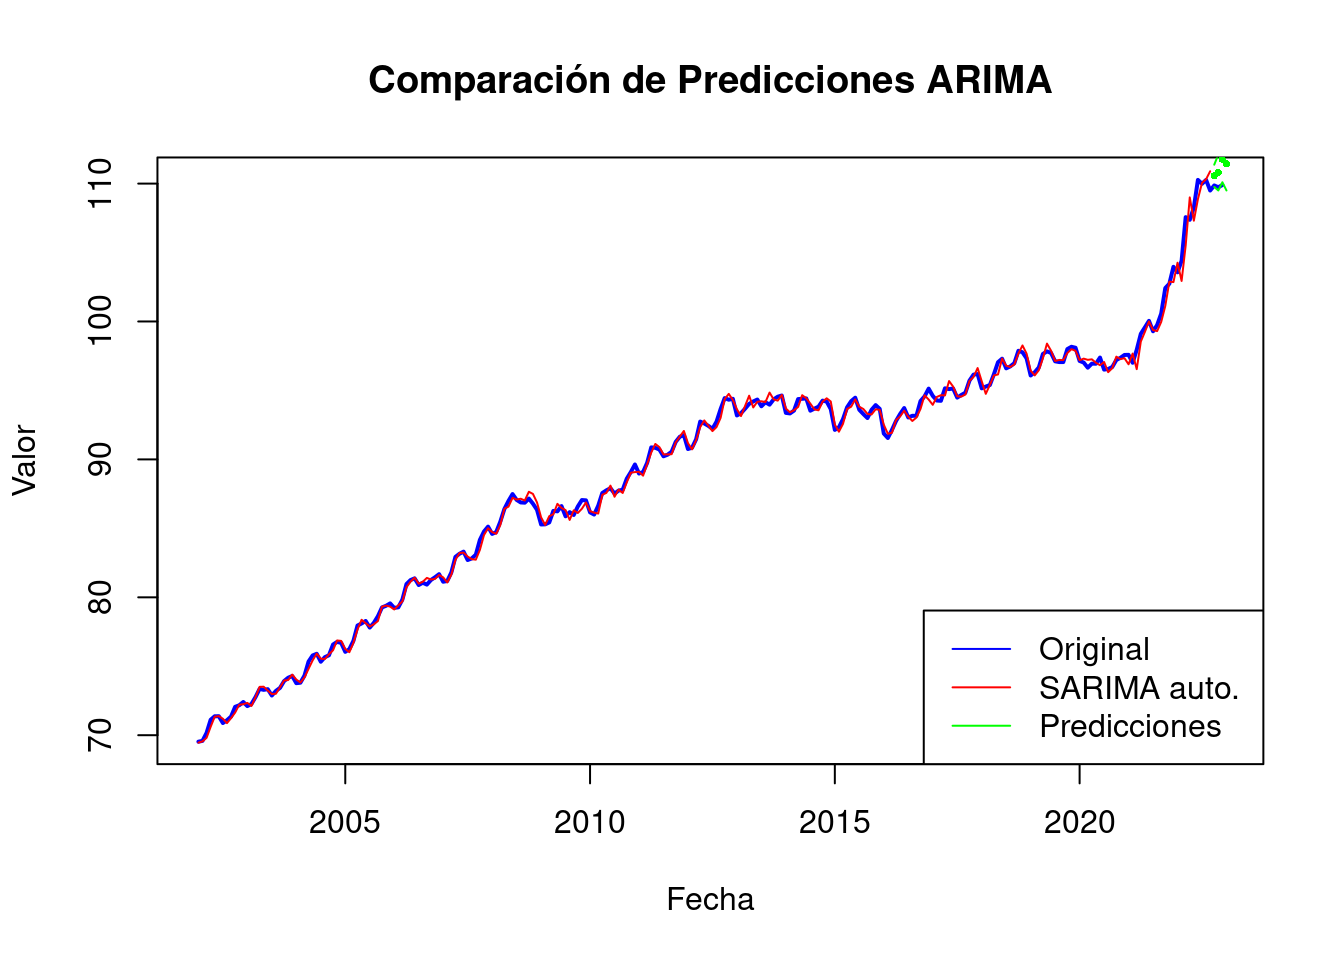 Comparación de Predicciones ARIMA
Valor
110
100
90
80
70
Original
SARIMA auto.
Predicciones
2005 2010 2015 2020
Fecha